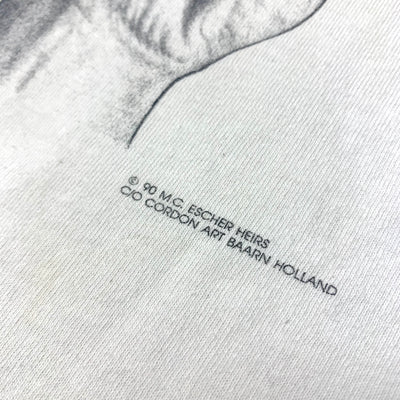 © 90 M.C. ESCHER HEIRS
C/O CORDON ART BAARN HOLLAND